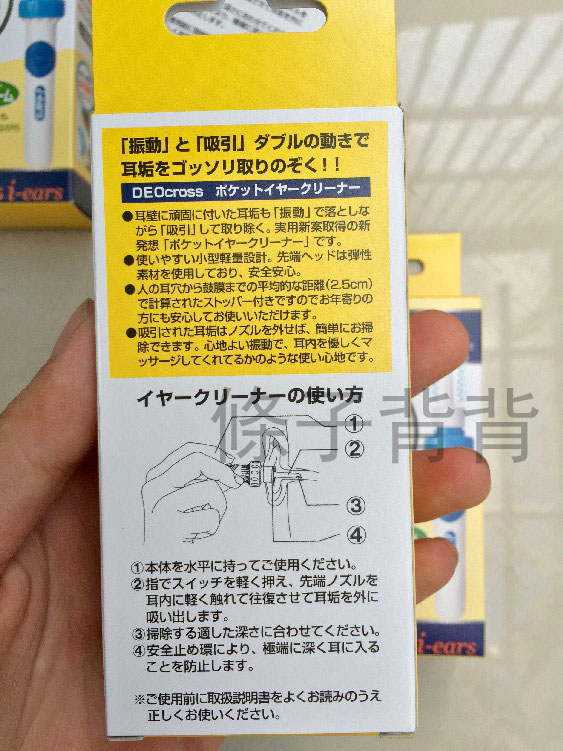 「振動」と「吸引」ダブルの動きで
耳垢をゴッソリ取りのぞく!!
DEOcross ポケットイヤークリーナー
●耳壁に頑固に付いた耳垢も「振動」で落としな
がら「吸引」して取り除く。実用新案取得の新
発想「ポケットイヤークリーナー」です。
●使いやすい小型軽量設計。先端ヘッドは弾性
素材を使用しており、安全安心。
●人の耳穴から鼓膜までの平均的な距離(2.5cm)
で計算されたストッパー付きですのでお年寄りの
方にも安心してお使いいただけます。
●吸引された耳垢はノズルを外せば、簡単にお掃
除できます。心地よい振動で、耳内を優しくマ
ッサージしてくれてるかのような使い心地です。
イヤークリーナーの使い方
條子背背
①
②
③
④
①本体を水平に持ってご使用ください。
②指でスイッチを軽く押え、先端ノズルを
耳内に軽く触れて往復させて耳垢を外に
吸い出します。
③掃除する適した深さに合わせてください。
④安全止め環により、極端に深く耳に入る
ことを防止します。
※ご使用前に取扱説明書をよくお読みのうえ
正しくお使いください。
i-ears
i-ears